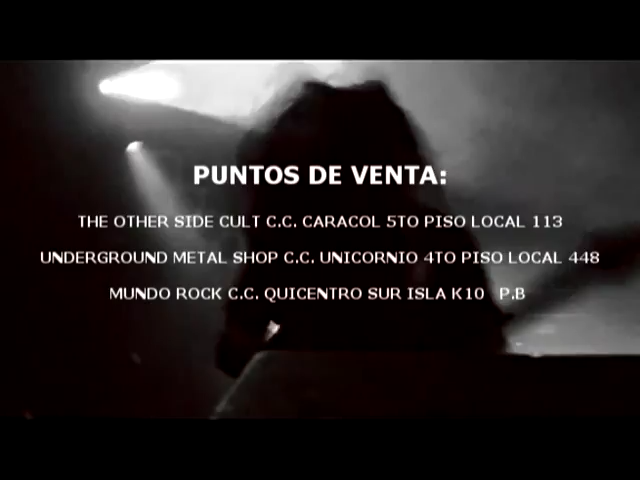 PUNTOS DE VENTA:
THE OTHER SIDE CULT C.C. CARACOL 5TO PISO LOCAL 113
UNDERGROUND METAL SHOP C.C. UNICORNIO 4TO PISO LOCAL 448
MUNDO ROCK C.C. QUICENTRO SUR ISLA K10 P.B